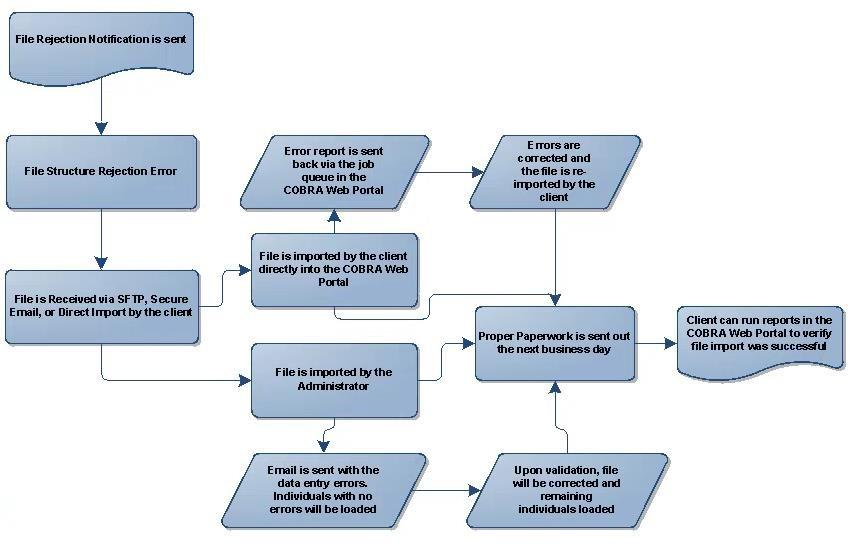 File Rejection Notification is sent
File Structure Rejection Error
Error report is sent
back via the job
queue in the
COBRA Web Portal
Errors are
corrected and
the file is re-
imported by the
client
File is Received via SFTP, Secure
Email, or Direct Import by the client
File is imported by the client
directly into the COBRA Web
Portal
Proper Paperwork is sent out
the next business day
Client can run reports in the
COBRA Web Portal to verify
file import was successful
File is imported by the
Administrator
Email is sent with the
data entry errors.
Individuals with no
errors will be loaded
Upon validation, file
will be corrected and
remaining
individuals loaded